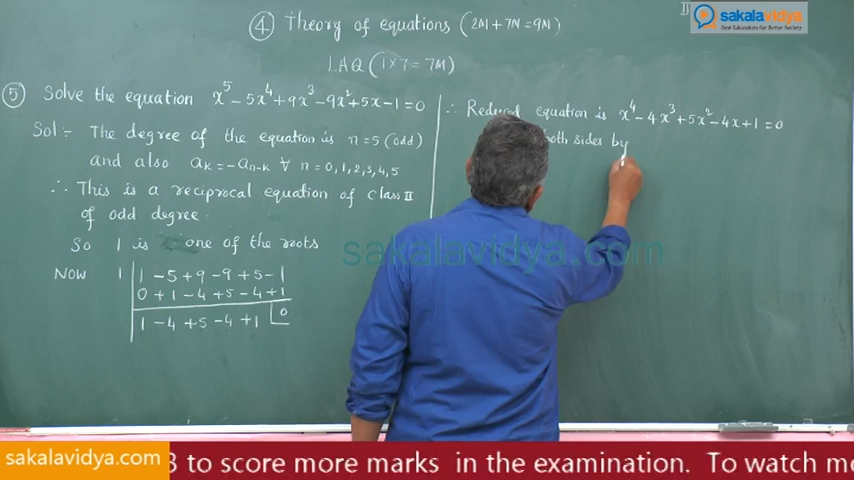 ④ Theory of equations (2M+7M=9M)
LAQ (1×7=7M)
⑤ Solve the equation x⁵-5x⁴+9x³-9x²+5x-1=0
Sol:- The degree of the equation is n=5 (odd)
and also aₖ=-aₙ₋ₖ ∀ n=0,1,2,3,4,5
∴ This is a reciprocal equation of class II
of odd degree.
So 1 is one of the roots
Now 1 | 1 -5 +9 -9 +5 -1
0 +1 -4 +5 -4 +1
1 -4 +5 -4 +1 | 0
∴ Reduced equation is x⁴-4x³+5x²-4x+1=0
both sides by
II
sakalavidya
Best Education for Better Society
sakalavidya.com
sakalavidya.com
3 to score more marks in the examination. To watch mo